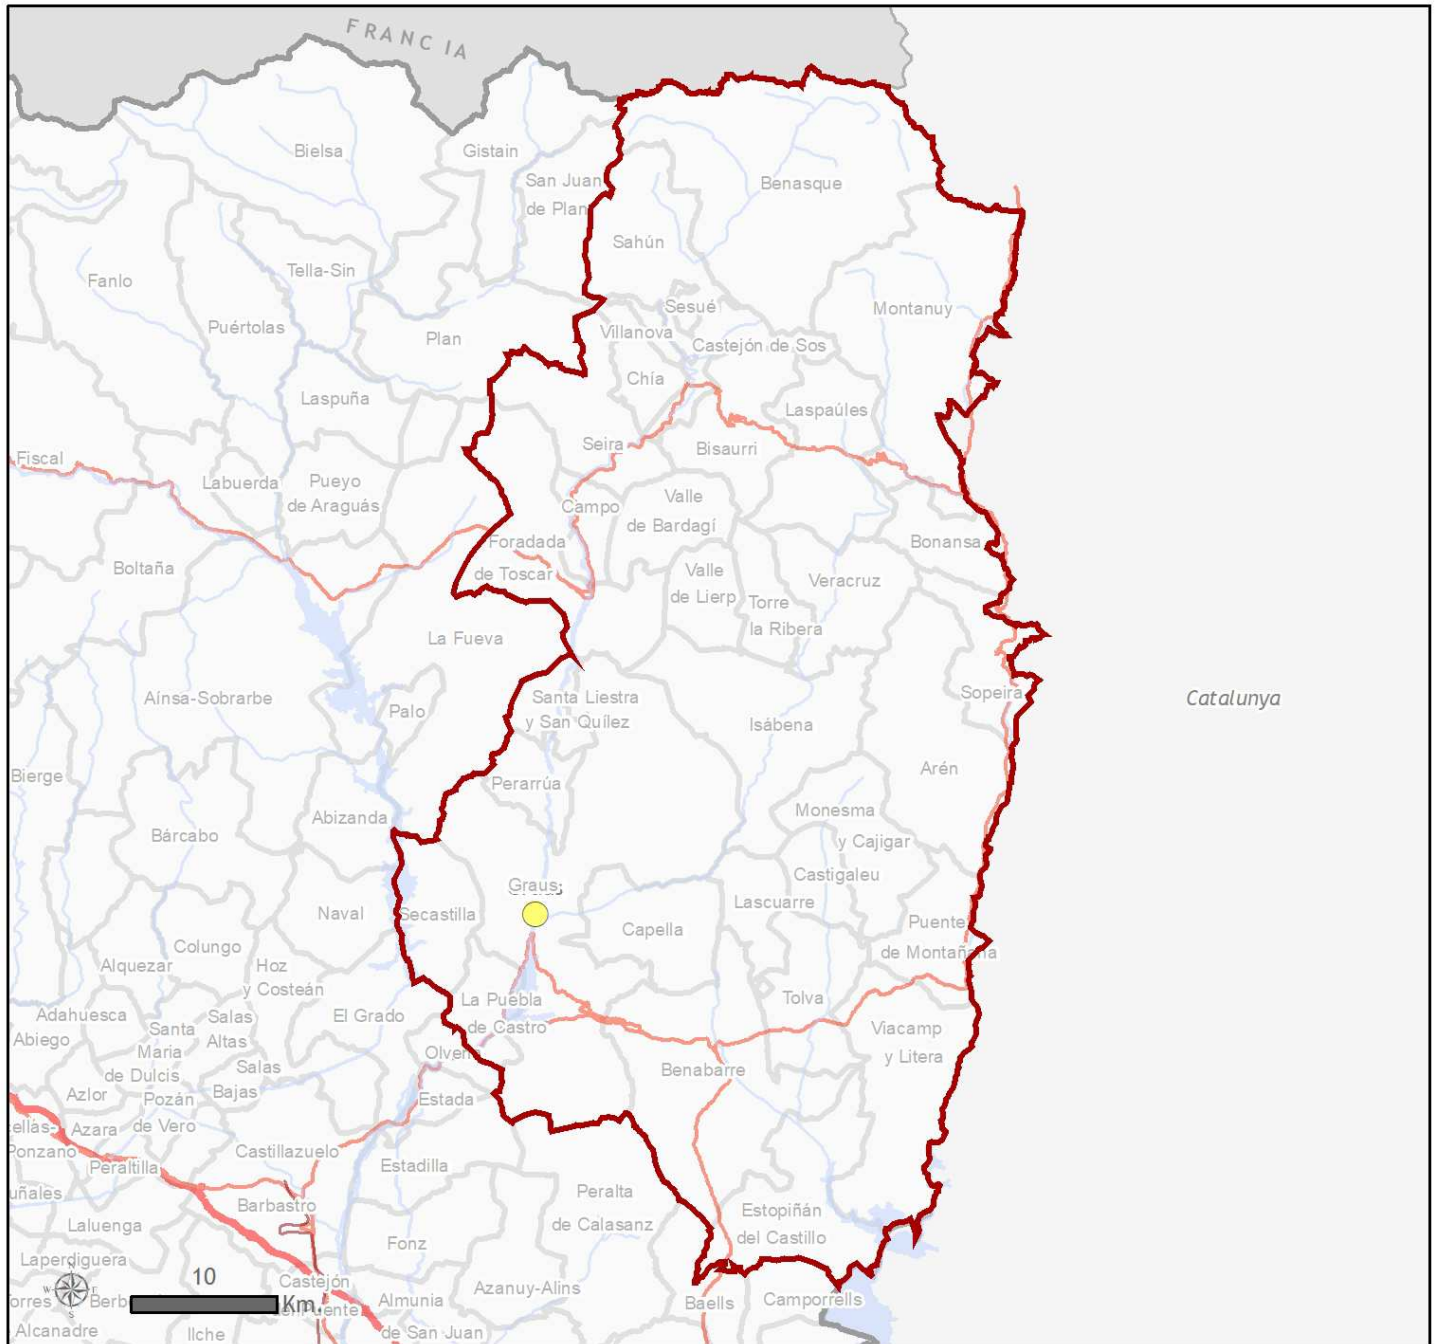 FRANCIA
Bielsa
Gistain
San Juan
de Plan
Benasque
Sahún
Tella-Sin
Fanlo
Puértolas
Plan
Sesué
Montanuy
Villanova
Castejón de Sos
Chía
Laspuña
Laspaúles
Seira
Bisaurri
Fiscal
Labuerda
Pueyo
de Araguás
Campo
Valle
de Bardagí
Foradada
de Toscar
Bonansa
Boltaña
Valle
de Lierp
Veracruz
Torre
la Ribera
La Fueva
Aínsa-Sobrarbe
Palo
Santa Liestra
y San Quílez
Isábena
Sopeira
Catalunya
Bierge
Perarrúa
Arén
Abizanda
Bárcabo
Monesma
y Cajigar
Castigaleu
Graus
Naval
Secastilla
Capella
Lascuarre
Puente
de Montañana
Colungo
Alquezar
Hoz
y Costeán
La Puebla
de Castro
Tolva
Adahuesca
Abiego
Santa
María
de Dulcis
Salas
Altas
El Grado
Viacamp
y Litera
Olvena
Benabarre
Salas
Bajas
Azlor
Pozán
de Vero
Estada
Azara
Ponzano
Peraltilla
Castillazuelo
Estadilla
Peralta
de Calasanz
Barbastro
Estopiñán
del Castillo
Laluenga
Fonz
Laperdiguera
N
W
E
S
10
Km.
Castejón
Azanuy-Alins
Almunia
de San Juan
Baells
Camporrells
Alcanadre
Ilche